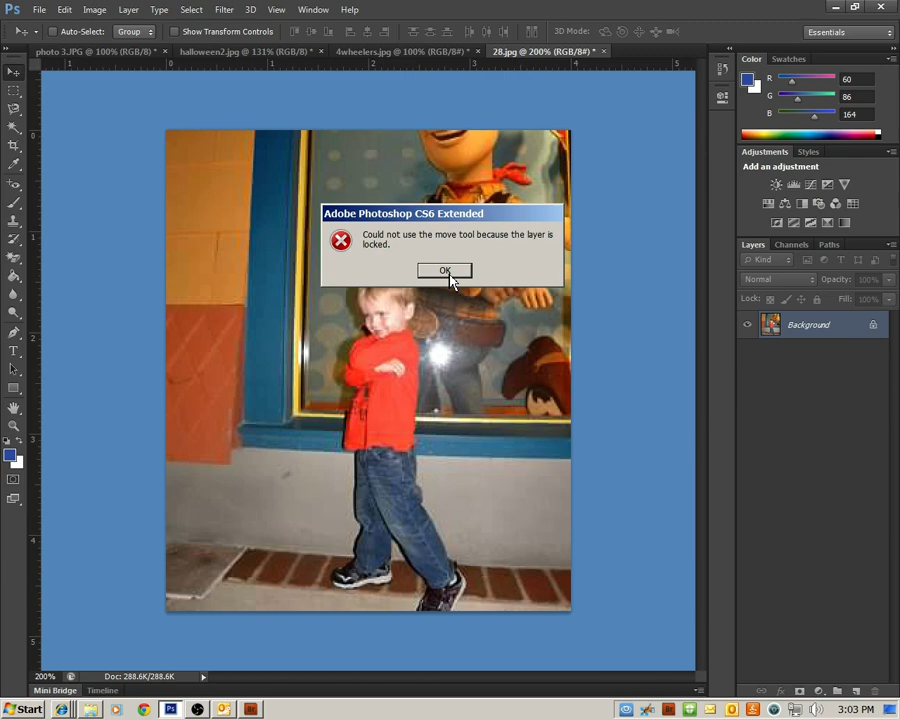 Ps File Edit Image Layer Type Select Filter 3D View Window Help
Auto-Select: Group Show Transform Controls 3D Mode: Essentials
photo 3.JPG @ 100% (RGB/8) * × halloween2.jpg @ 131% (RGB/8) * × 4wheelers.jpg @ 100% (RGB/8#) * × 28.jpg @ 200% (RGB/8#) * ×
Color Swatches
R 60
G 86
B 164
Adjustments Styles
Add an adjustment
Adobe Photoshop CS6 Extended
Could not use the move tool because the layer is
locked.
OK
Layers Channels Paths
Kind
Normal Opacity: 100%
Lock: Fill: 100%
Background
200% Doc: 288.6K/288.6K
Mini Bridge Timeline
Start 3:03 PM